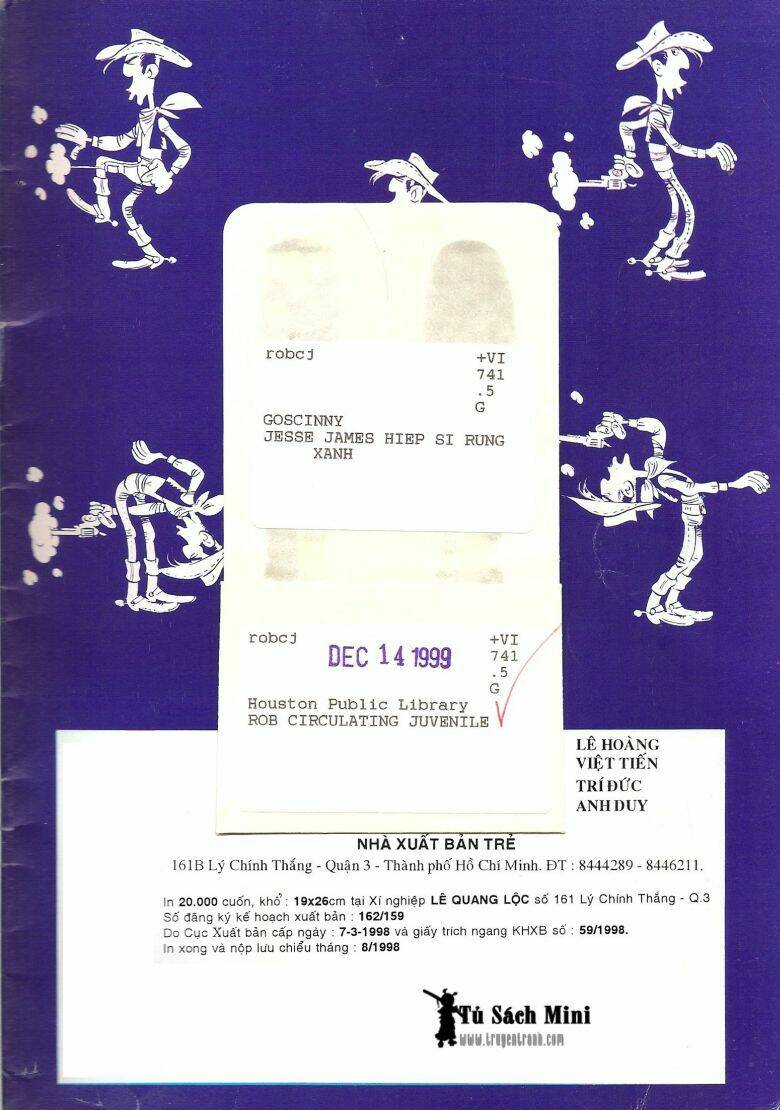 robcj +VI
741
.5
G
GOSCINNY
JESSE JAMES HIEP SI RUNG
XANH
robcj DEC 14 1999 +VI
741
.5
G
Houston Public Library
ROB CIRCULATING JUVENILE
LÊ HOÀNG
VIỆT TIẾN
TRÍ ĐỨC
ANH DUY
NHÀ XUẤT BẢN TRẺ
161B Lý Chính Thắng - Quận 3 - Thành phố Hồ Chí Minh. ĐT : 8444289 - 8446211.
In 20.000 cuốn, khổ : 19x26cm tại Xí nghiệp LÊ QUANG LỘC số 161 Lý Chính Thắng - Q.3
Số đăng ký kế hoạch xuất bản : 162/159
Do Cục Xuất bản cấp ngày : 7-3-1998 và giấy trích ngang KHXB số : 59/1998.
In xong và nộp lưu chiểu tháng : 8/1998
Tủ Sách Mini
www.truyentranh.com